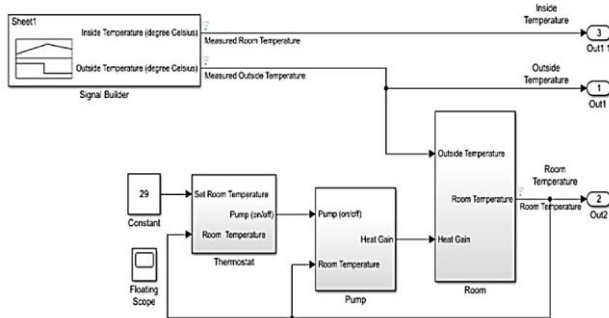 Sheet1
Inside Temperature (degree Celsius)
Outside Temperature (degree Celsius)
Signal Builder
Measured Room Temperature
Measured Outside Temperature
Inside
Temperature
3
Out1 1
Outside
Temperature
1
Out1
Outside Temperature
Room Temperature
Heat Gain
Room
Room
Temperature
Room Temperature
2
Out2
29
Constant
Set Room Temperature
Pump (on/off)
Room Temperature
Thermostat
Pump (on/off)
Heat Gain
Room Temperature
Pump
Floating
Scope